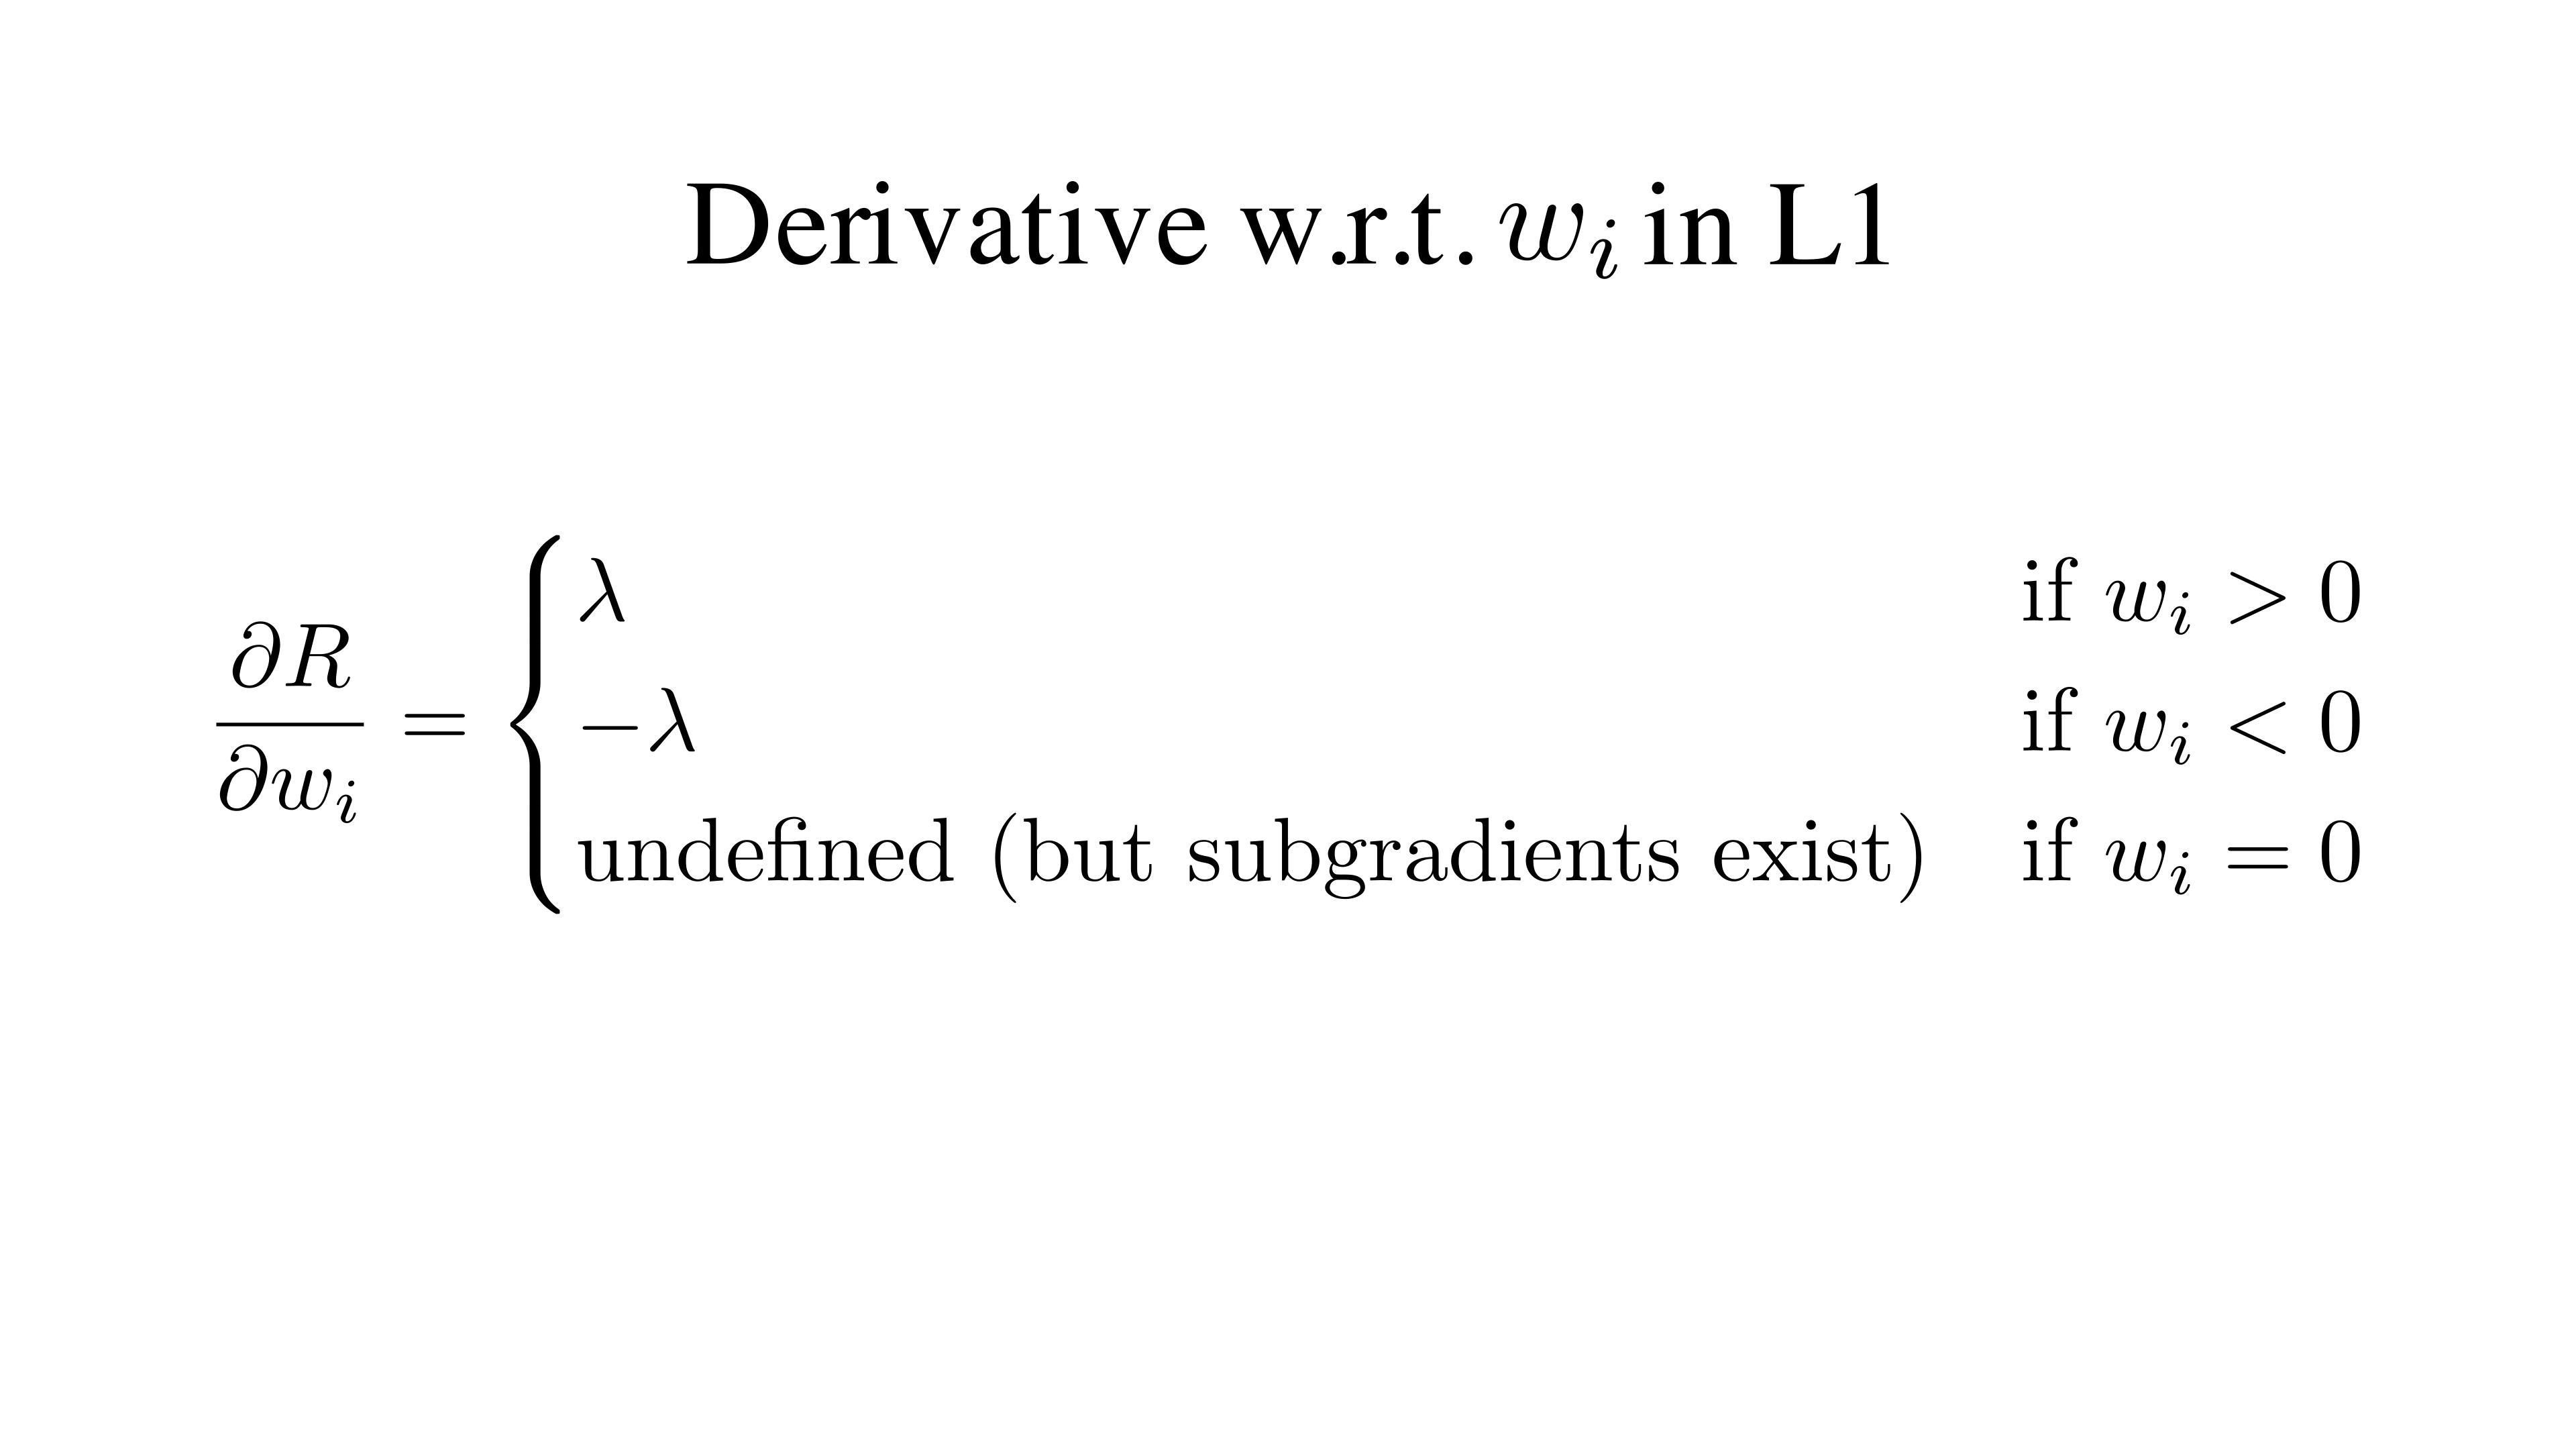 Derivative w.r.t. $w_i$ in L1
$\frac{\partial R}{\partial w_i} = \begin{cases} \lambda & \text{if } w_i > 0 \\ -\lambda & \text{if } w_i < 0 \\ \text{undefined (but subgradients exist)} & \text{if } w_i = 0 \end{cases}$